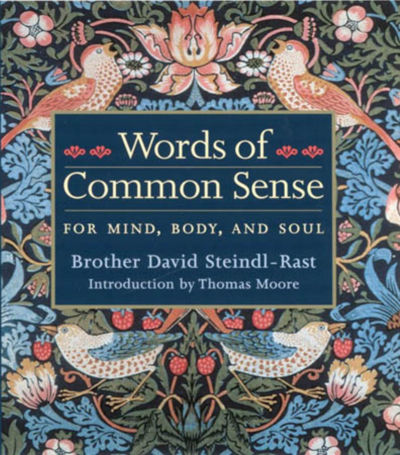 Words of
Common Sense
FOR MIND, BODY, AND SOUL
Brother David Steindl-Rast
Introduction by Thomas Moore